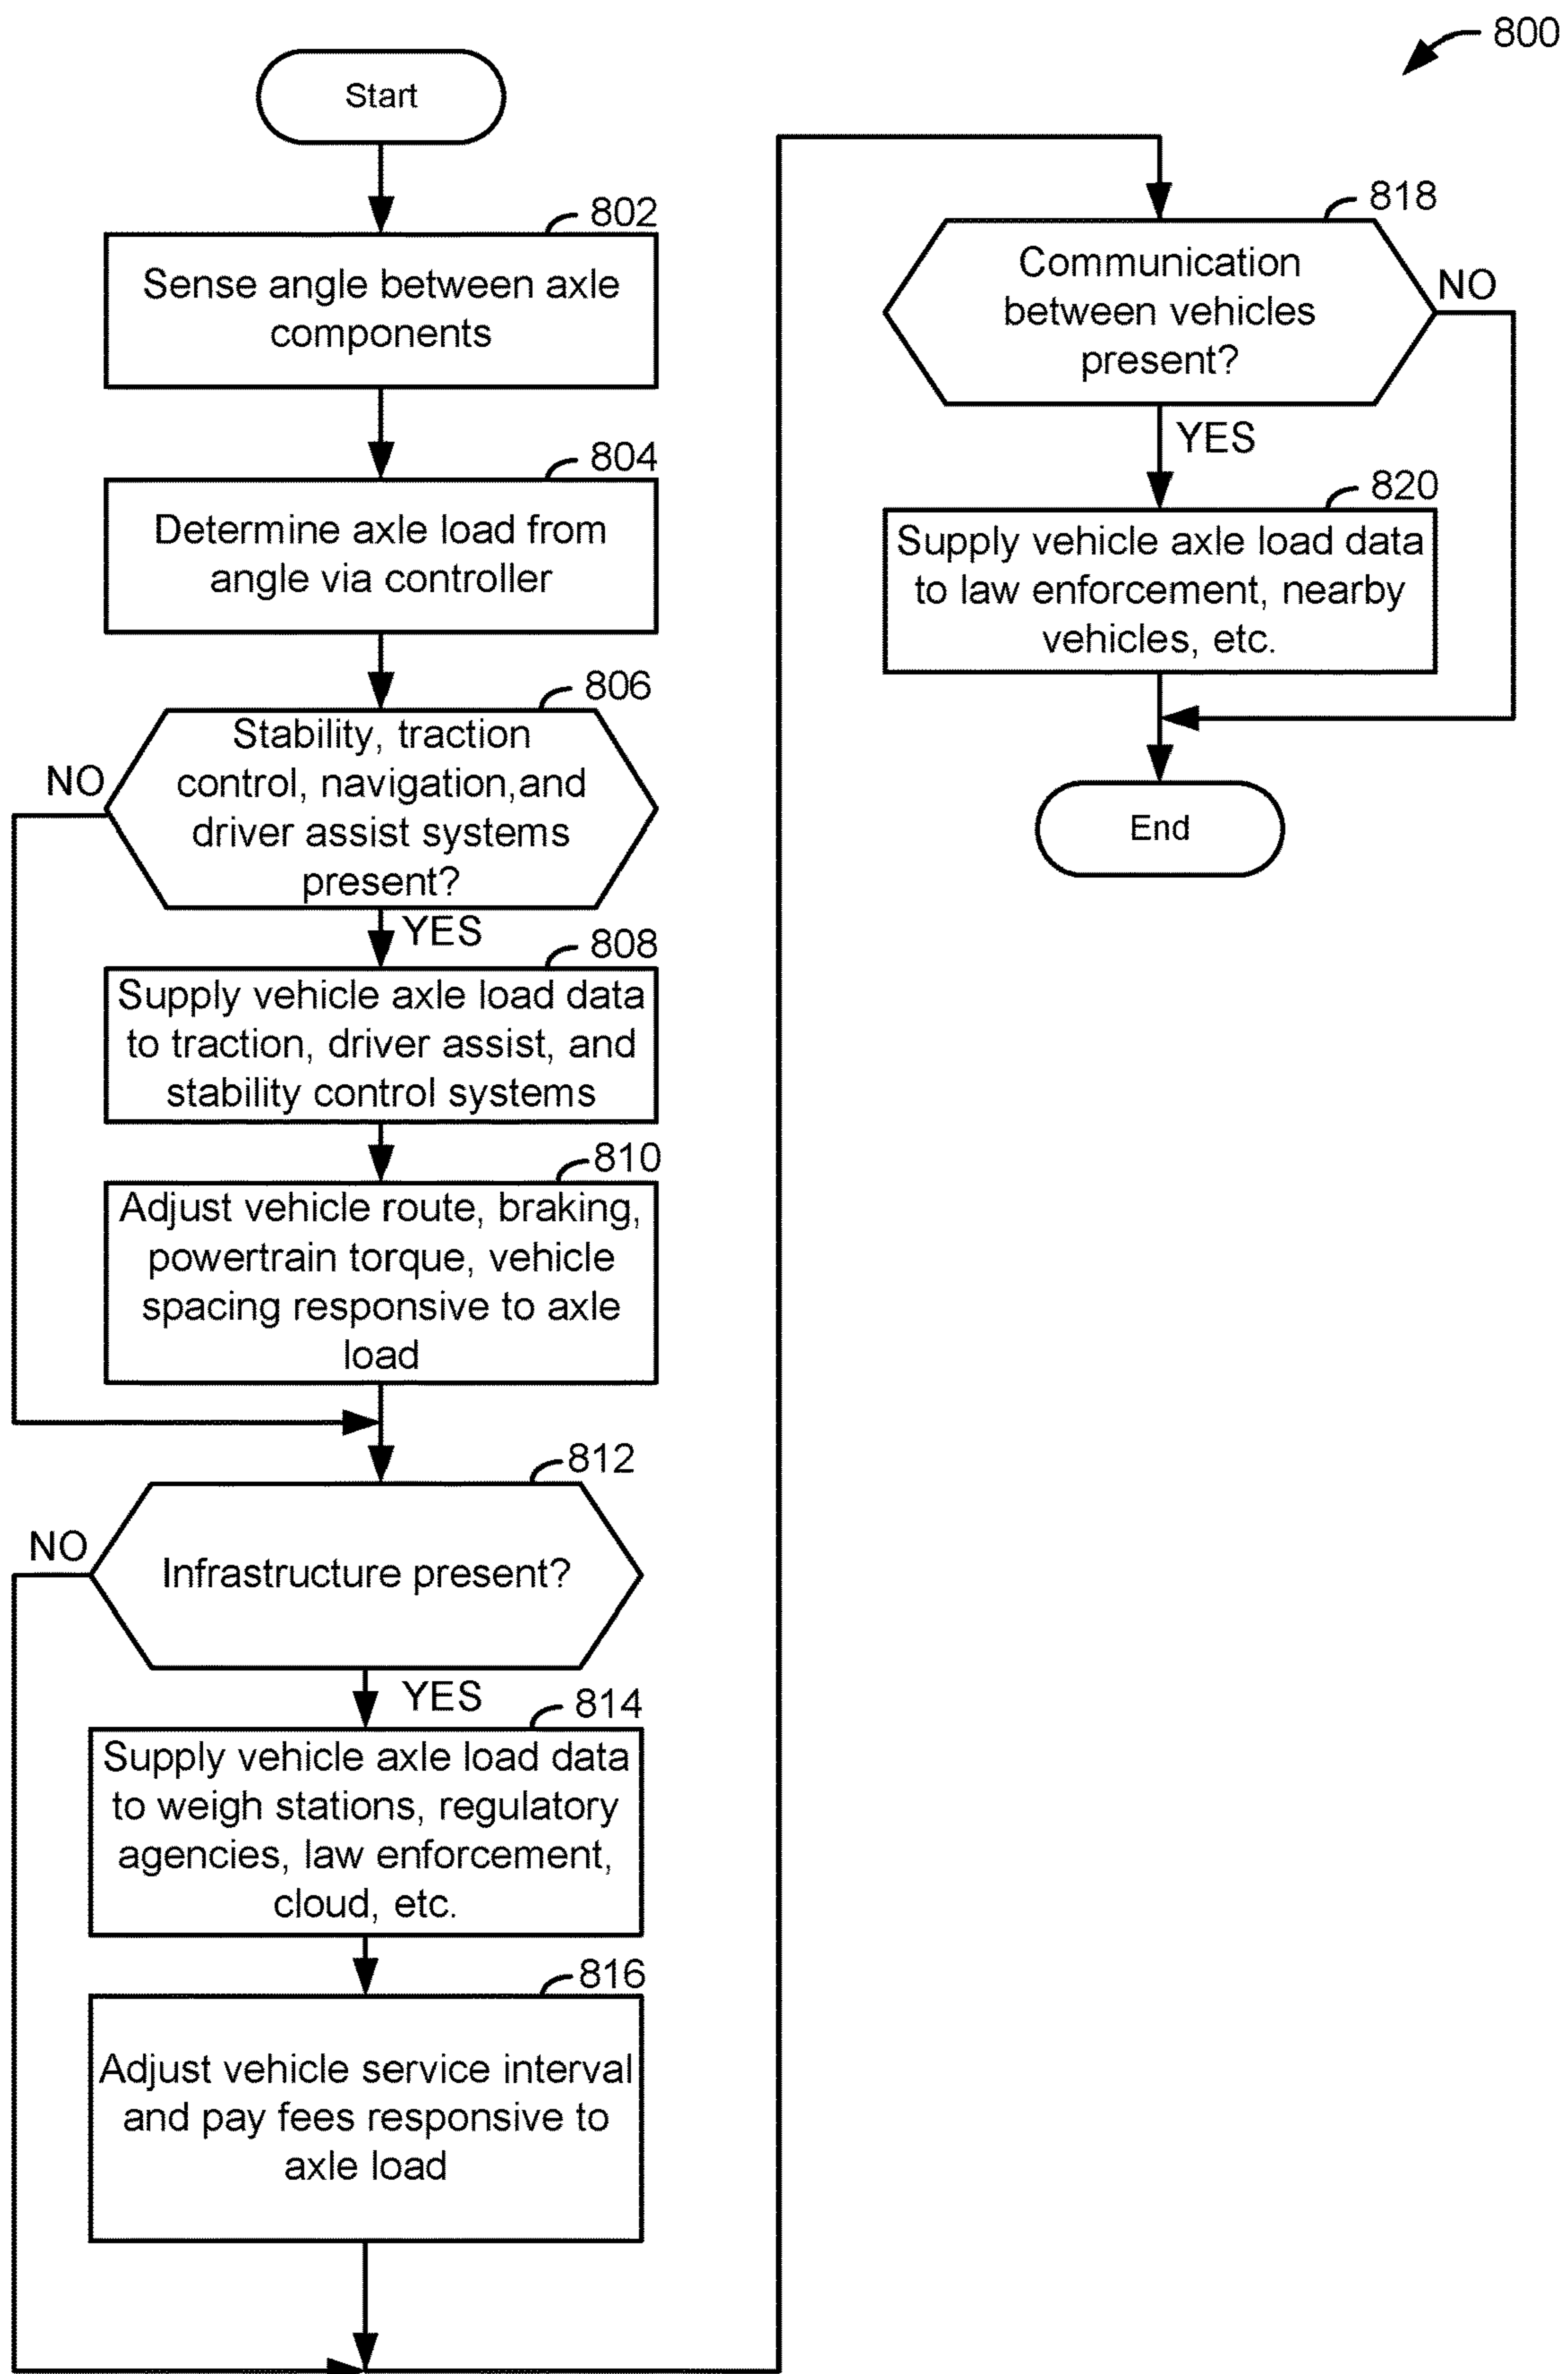 800
Start
802
Sense angle between axle
components
804
Determine axle load from
angle via controller
806
Stability, traction
control, navigation,and
driver assist systems
present?
NO
YES
808
Supply vehicle axle load data
to traction, driver assist, and
stability control systems
810
Adjust vehicle route, braking,
powertrain torque, vehicle
spacing responsive to axle
load
812
Infrastructure present?
NO
YES
814
Supply vehicle axle load data
to weigh stations, regulatory
agencies, law enforcement,
cloud, etc.
816
Adjust vehicle service interval
and pay fees responsive to
axle load
818
Communication
between vehicles
present?
NO
YES
820
Supply vehicle axle load data
to law enforcement, nearby
vehicles, etc.
End